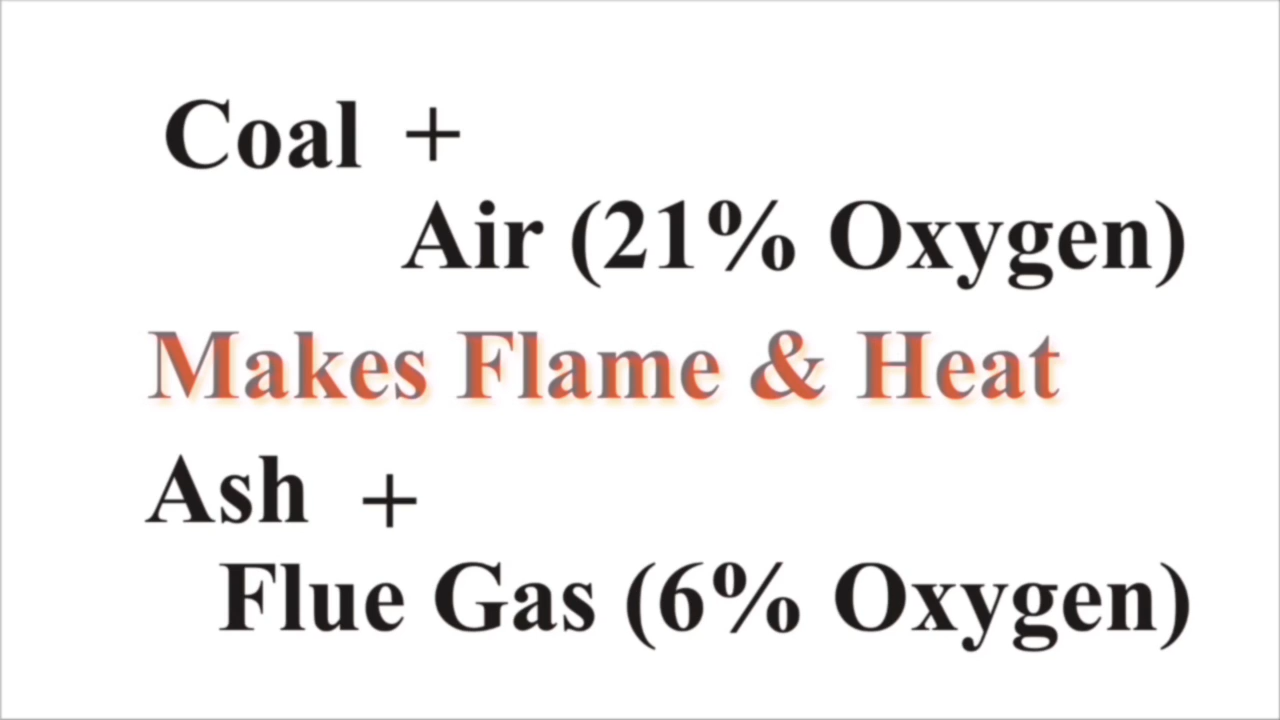 Coal +
Air (21% Oxygen)
Makes Flame & Heat
Ash +
Flue Gas (6% Oxygen)